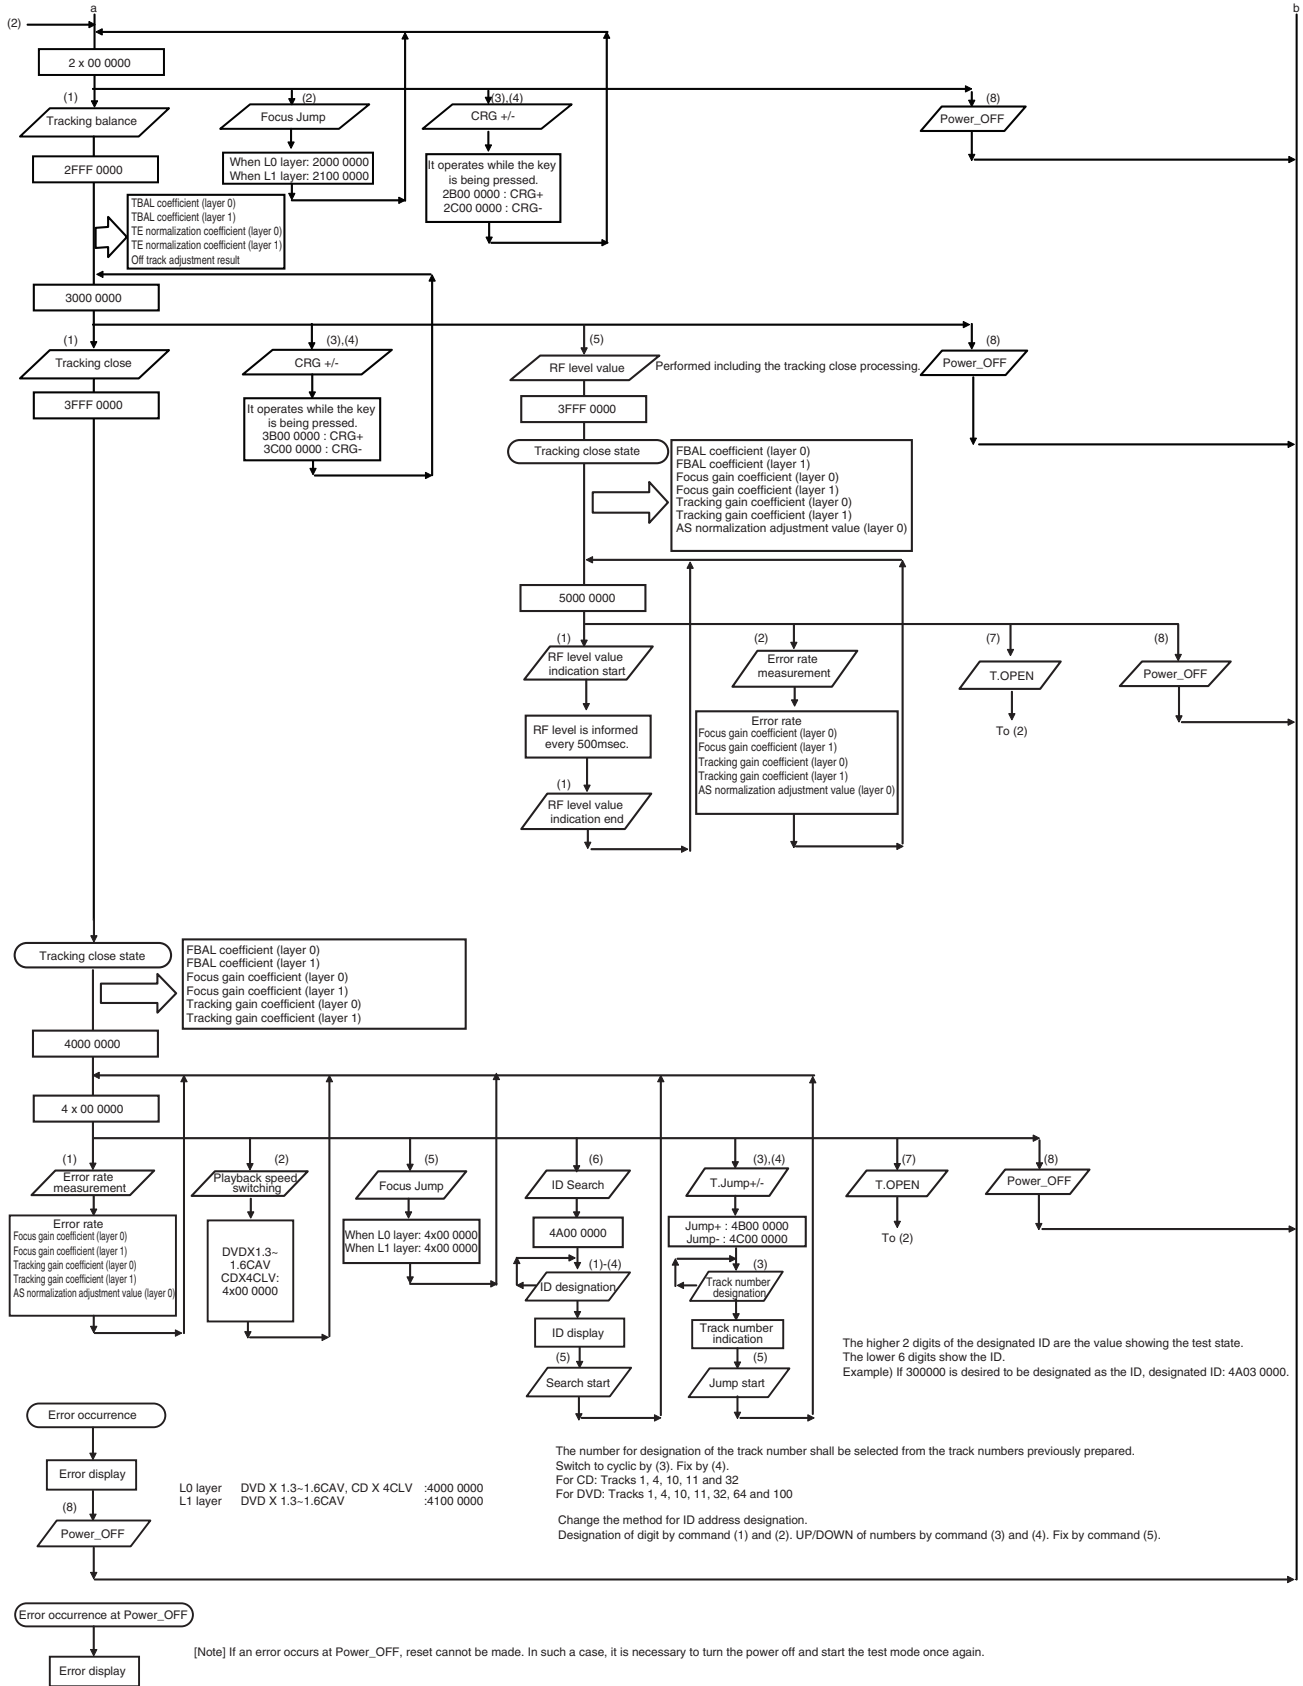 a
b
(2)
2 x 00 0000
(1)
(2)
(3),(4)
(8)
Tracking balance
Focus Jump
CRG +/-
Power_OFF
2FFF 0000
When L0 layer: 2000 0000
When L1 layer: 2100 0000
It operates while the key
is being pressed.
2B00 0000 : CRG+
2C00 0000 : CRG-
TBAL coefficient (layer 0)
TBAL coefficient (layer 1)
TE normalization coefficient (layer 0)
TE normalization coefficient (layer 1)
Off track adjustment result
3000 0000
(1)
(3),(4)
(5)
(8)
Tracking close
CRG +/-
RF level value
Performed including the tracking close processing.
Power_OFF
3FFF 0000
It operates while the key
is being pressed.
3B00 0000 : CRG+
3C00 0000 : CRG-
3FFF 0000
Tracking close state
FBAL coefficient (layer 0)
FBAL coefficient (layer 1)
Focus gain coefficient (layer 0)
Focus gain coefficient (layer 1)
Tracking gain coefficient (layer 0)
Tracking gain coefficient (layer 1)
AS normalization adjustment value (layer 0)
5000 0000
(1)
(2)
(7)
(8)
RF level value
indication start
Error rate
measurement
T.OPEN
Power_OFF
To (2)
RF level is informed
every 500msec.
Error rate
Focus gain coefficient (layer 0)
Focus gain coefficient (layer 1)
Tracking gain coefficient (layer 0)
Tracking gain coefficient (layer 1)
AS normalization adjustment value (layer 0)
(1)
RF level value
indication end
Tracking close state
FBAL coefficient (layer 0)
FBAL coefficient (layer 1)
Focus gain coefficient (layer 0)
Focus gain coefficient (layer 1)
Tracking gain coefficient (layer 0)
Tracking gain coefficient (layer 1)
4000 0000
4 x 00 0000
(1)
(2)
(5)
(6)
(3),(4)
(7)
(8)
Error rate
measurement
Playback speed
switching
Focus Jump
ID Search
T.Jump+/-
T.OPEN
Power_OFF
Error rate
Focus gain coefficient (layer 0)
Focus gain coefficient (layer 1)
Tracking gain coefficient (layer 0)
Tracking gain coefficient (layer 1)
AS normalization adjustment value (layer 0)
DVDX1.3~
1.6CAV
CDX4CLV:
4x00 0000
When L0 layer: 4x00 0000
When L1 layer: 4x00 0000
4A00 0000
Jump+ : 4B00 0000
Jump- : 4C00 0000
To (2)
(1)-(4)
ID designation
(3)
Track number
designation
ID display
Track number
indication
(5)
Search start
(5)
Jump start
The higher 2 digits of the designated ID are the value showing the test state.
The lower 6 digits show the ID.
Example) If 300000 is desired to be designated as the ID, designated ID: 4A03 0000.
Error occurrence
Error display
(8)
Power_OFF
L0 layer DVD X 1.3~1.6CAV, CD X 4CLV :4000 0000
L1 layer DVD X 1.3~1.6CAV :4100 0000
The number for designation of the track number shall be selected from the track numbers previously prepared.
Switch to cyclic by (3). Fix by (4).
For CD: Tracks 1, 4, 10, 11 and 32
For DVD: Tracks 1, 4, 10, 11, 32, 64 and 100
Change the method for ID address designation.
Designation of digit by command (1) and (2). UP/DOWN of numbers by command (3) and (4). Fix by command (5).
Error occurrence at Power_OFF
Error display
[Note] If an error occurs at Power_OFF, reset cannot be made. In such a case, it is necessary to turn the power off and start the test mode once again.